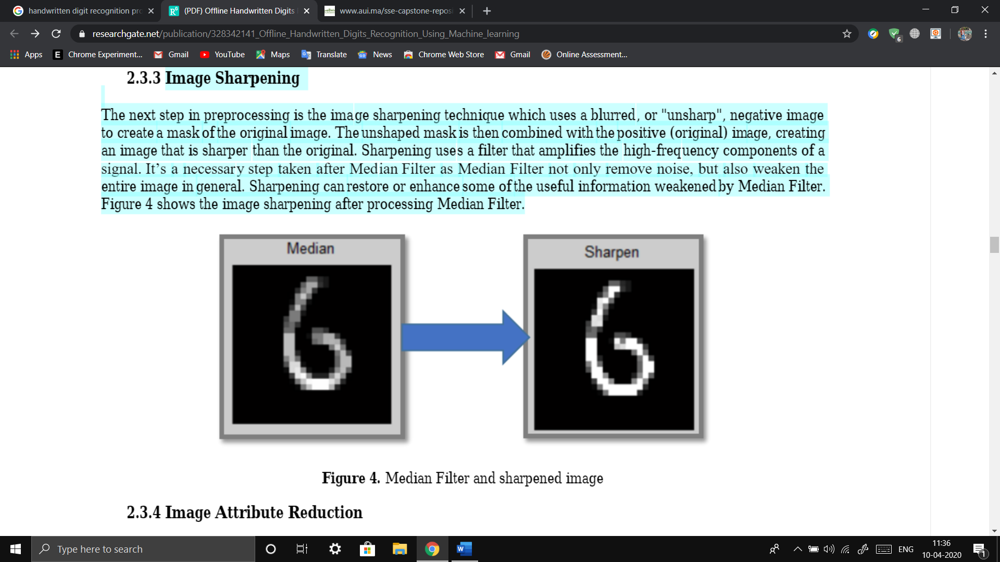 handwritten digit recognition pro
(PDF) Offline Handwritten Digits
www.aui.ma/sse-capstone-reposi
researchgate.net/publication/328342141_Offline_Handwritten_Digits_Recognition_Using_Machine_learning
6
Apps
E Chrome Experiment...
Gmail
YouTube
Maps
Translate
News
Chrome Web Store
Gmail
Online Assessment...
2.3.3 Image Sharpening
The next step in preprocessing is the image sharpening technique which uses a blurred, or "unsharp", negative image
to create a mask of the original image. The unshaped mask is then combined with the positive (original) image, creating
an image that is sharper than the original. Sharpening uses a filter that amplifies the high-frequency components of a
signal. It’s a necessary step taken after Median Filter as Median Filter not only remove noise, but also weaken the
entire image in general. Sharpening can restore or enhance some of the useful information weakened by Median Filter.
Figure 4 shows the image sharpening after processing Median Filter.
Median
Sharpen
6
6
Figure 4. Median Filter and sharpened image
2.3.4 Image Attribute Reduction
Type here to search
ENG
11:36
10-04-2020
1